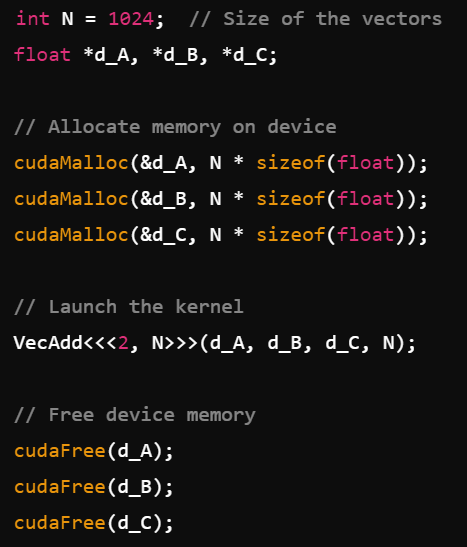 int N = 1024;  // Size of the vectors
float *d_A, *d_B, *d_C;
// Allocate memory on device
cudaMalloc(&d_A, N * sizeof(float));
cudaMalloc(&d_B, N * sizeof(float));
cudaMalloc(&d_C, N * sizeof(float));
// Launch the kernel
VecAdd<<<2, N>>>(d_A, d_B, d_C, N);
// Free device memory
cudaFree(d_A);
cudaFree(d_B);
cudaFree(d_C);